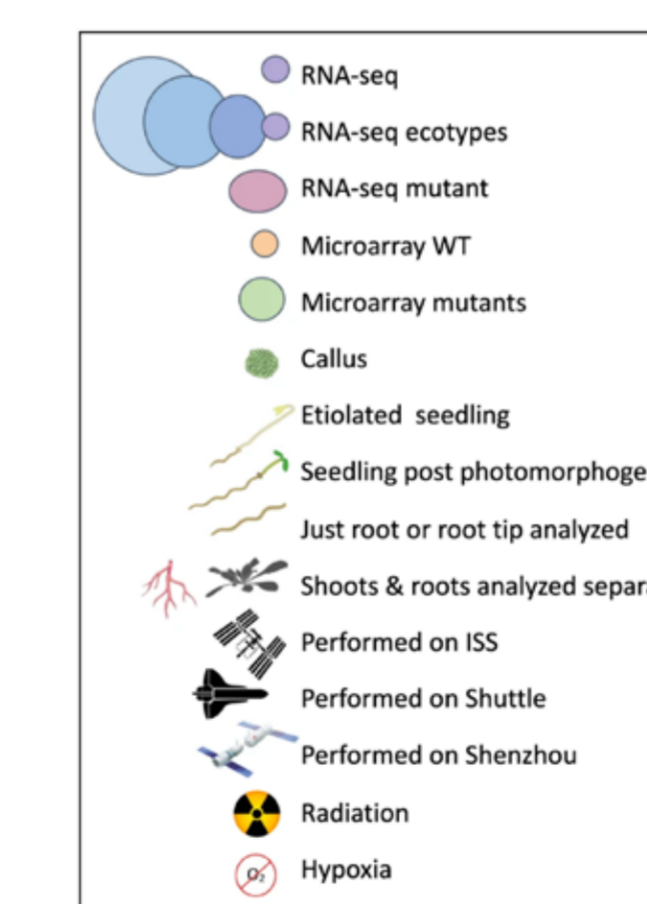 RNA-seq
RNA-seq ecotypes
RNA-seq mutant
Microarray WT
Microarray mutants
Callus
Etiolated seedling
Seedling post photomorphoge
Just root or root tip analyzed
Shoots & roots analyzed separ
Performed on ISS
Performed on Shuttle
Performed on Shenzhou
Radiation
O₂ Hypoxia